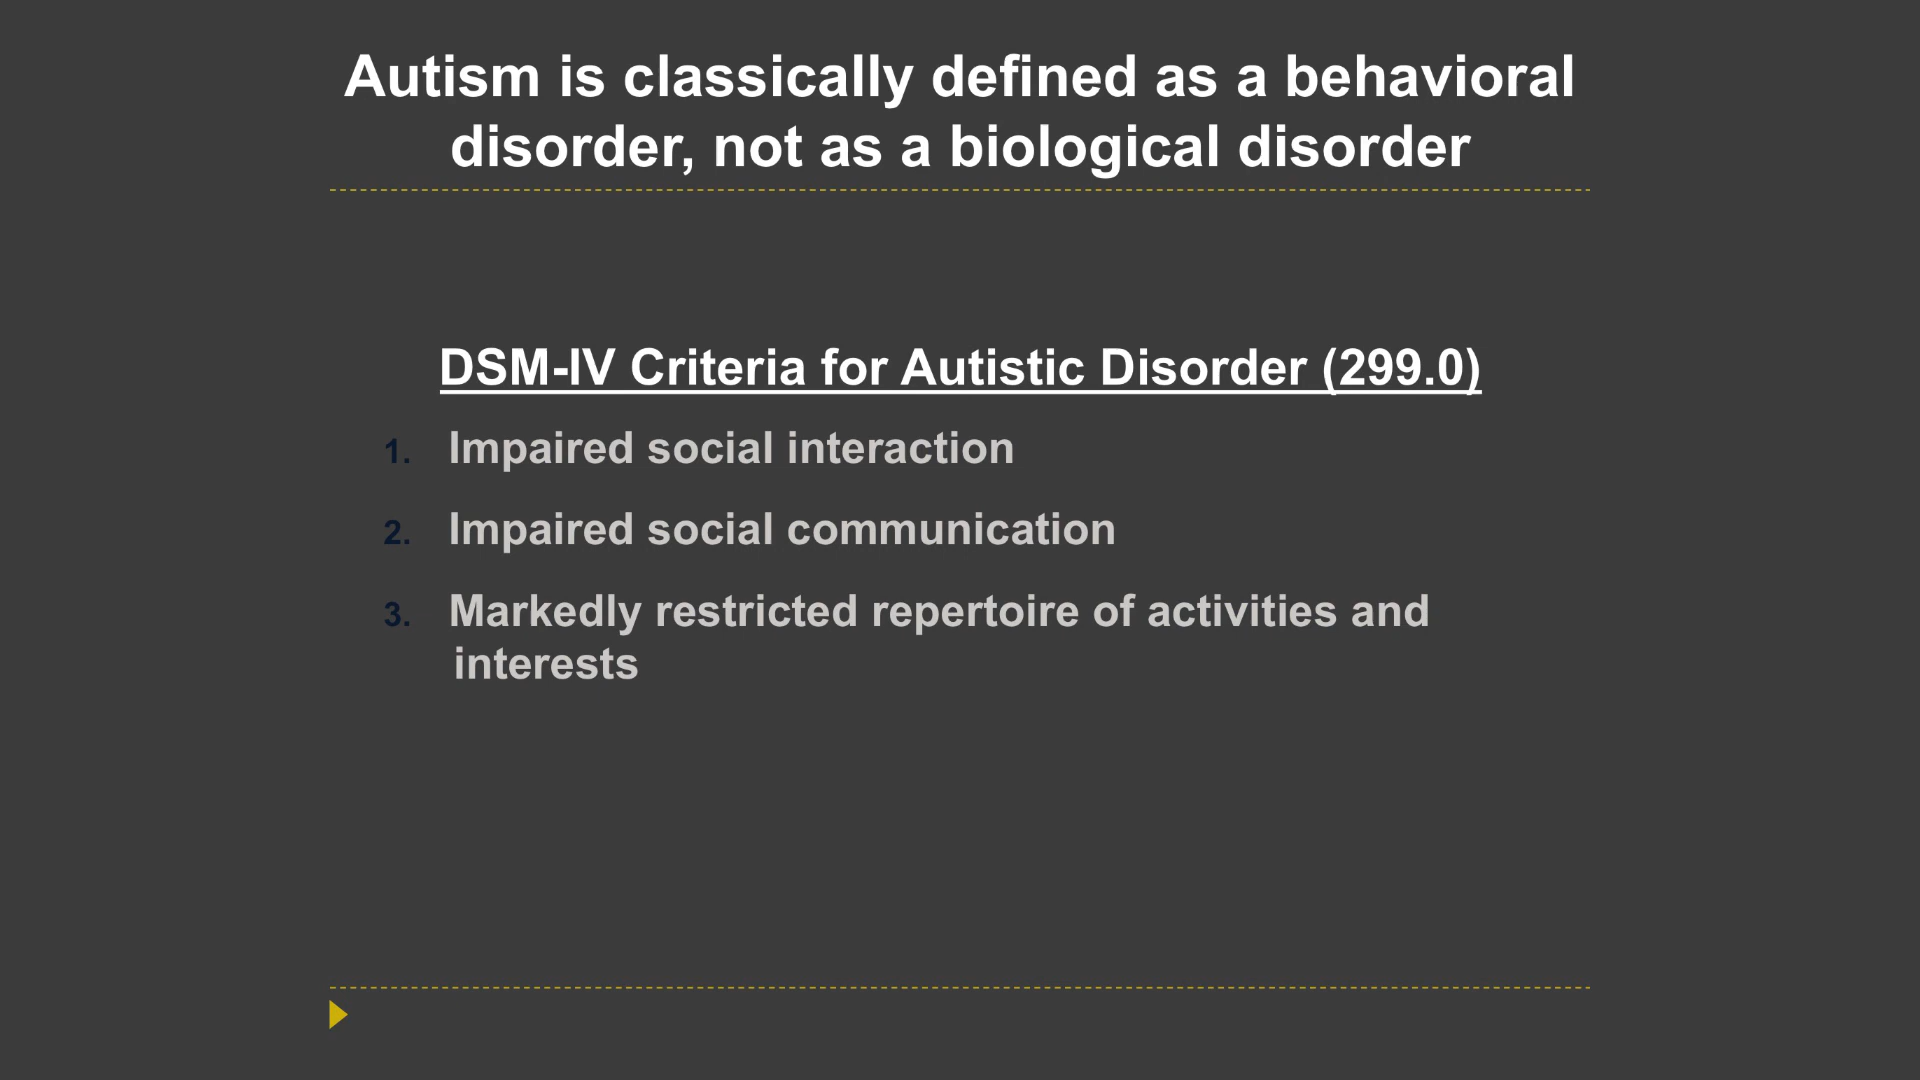 Autism is classically defined as a behavioral
disorder, not as a biological disorder
DSM-IV Criteria for Autistic Disorder (299.0)
1. Impaired social interaction
2. Impaired social communication
3. Markedly restricted repertoire of activities and
interests